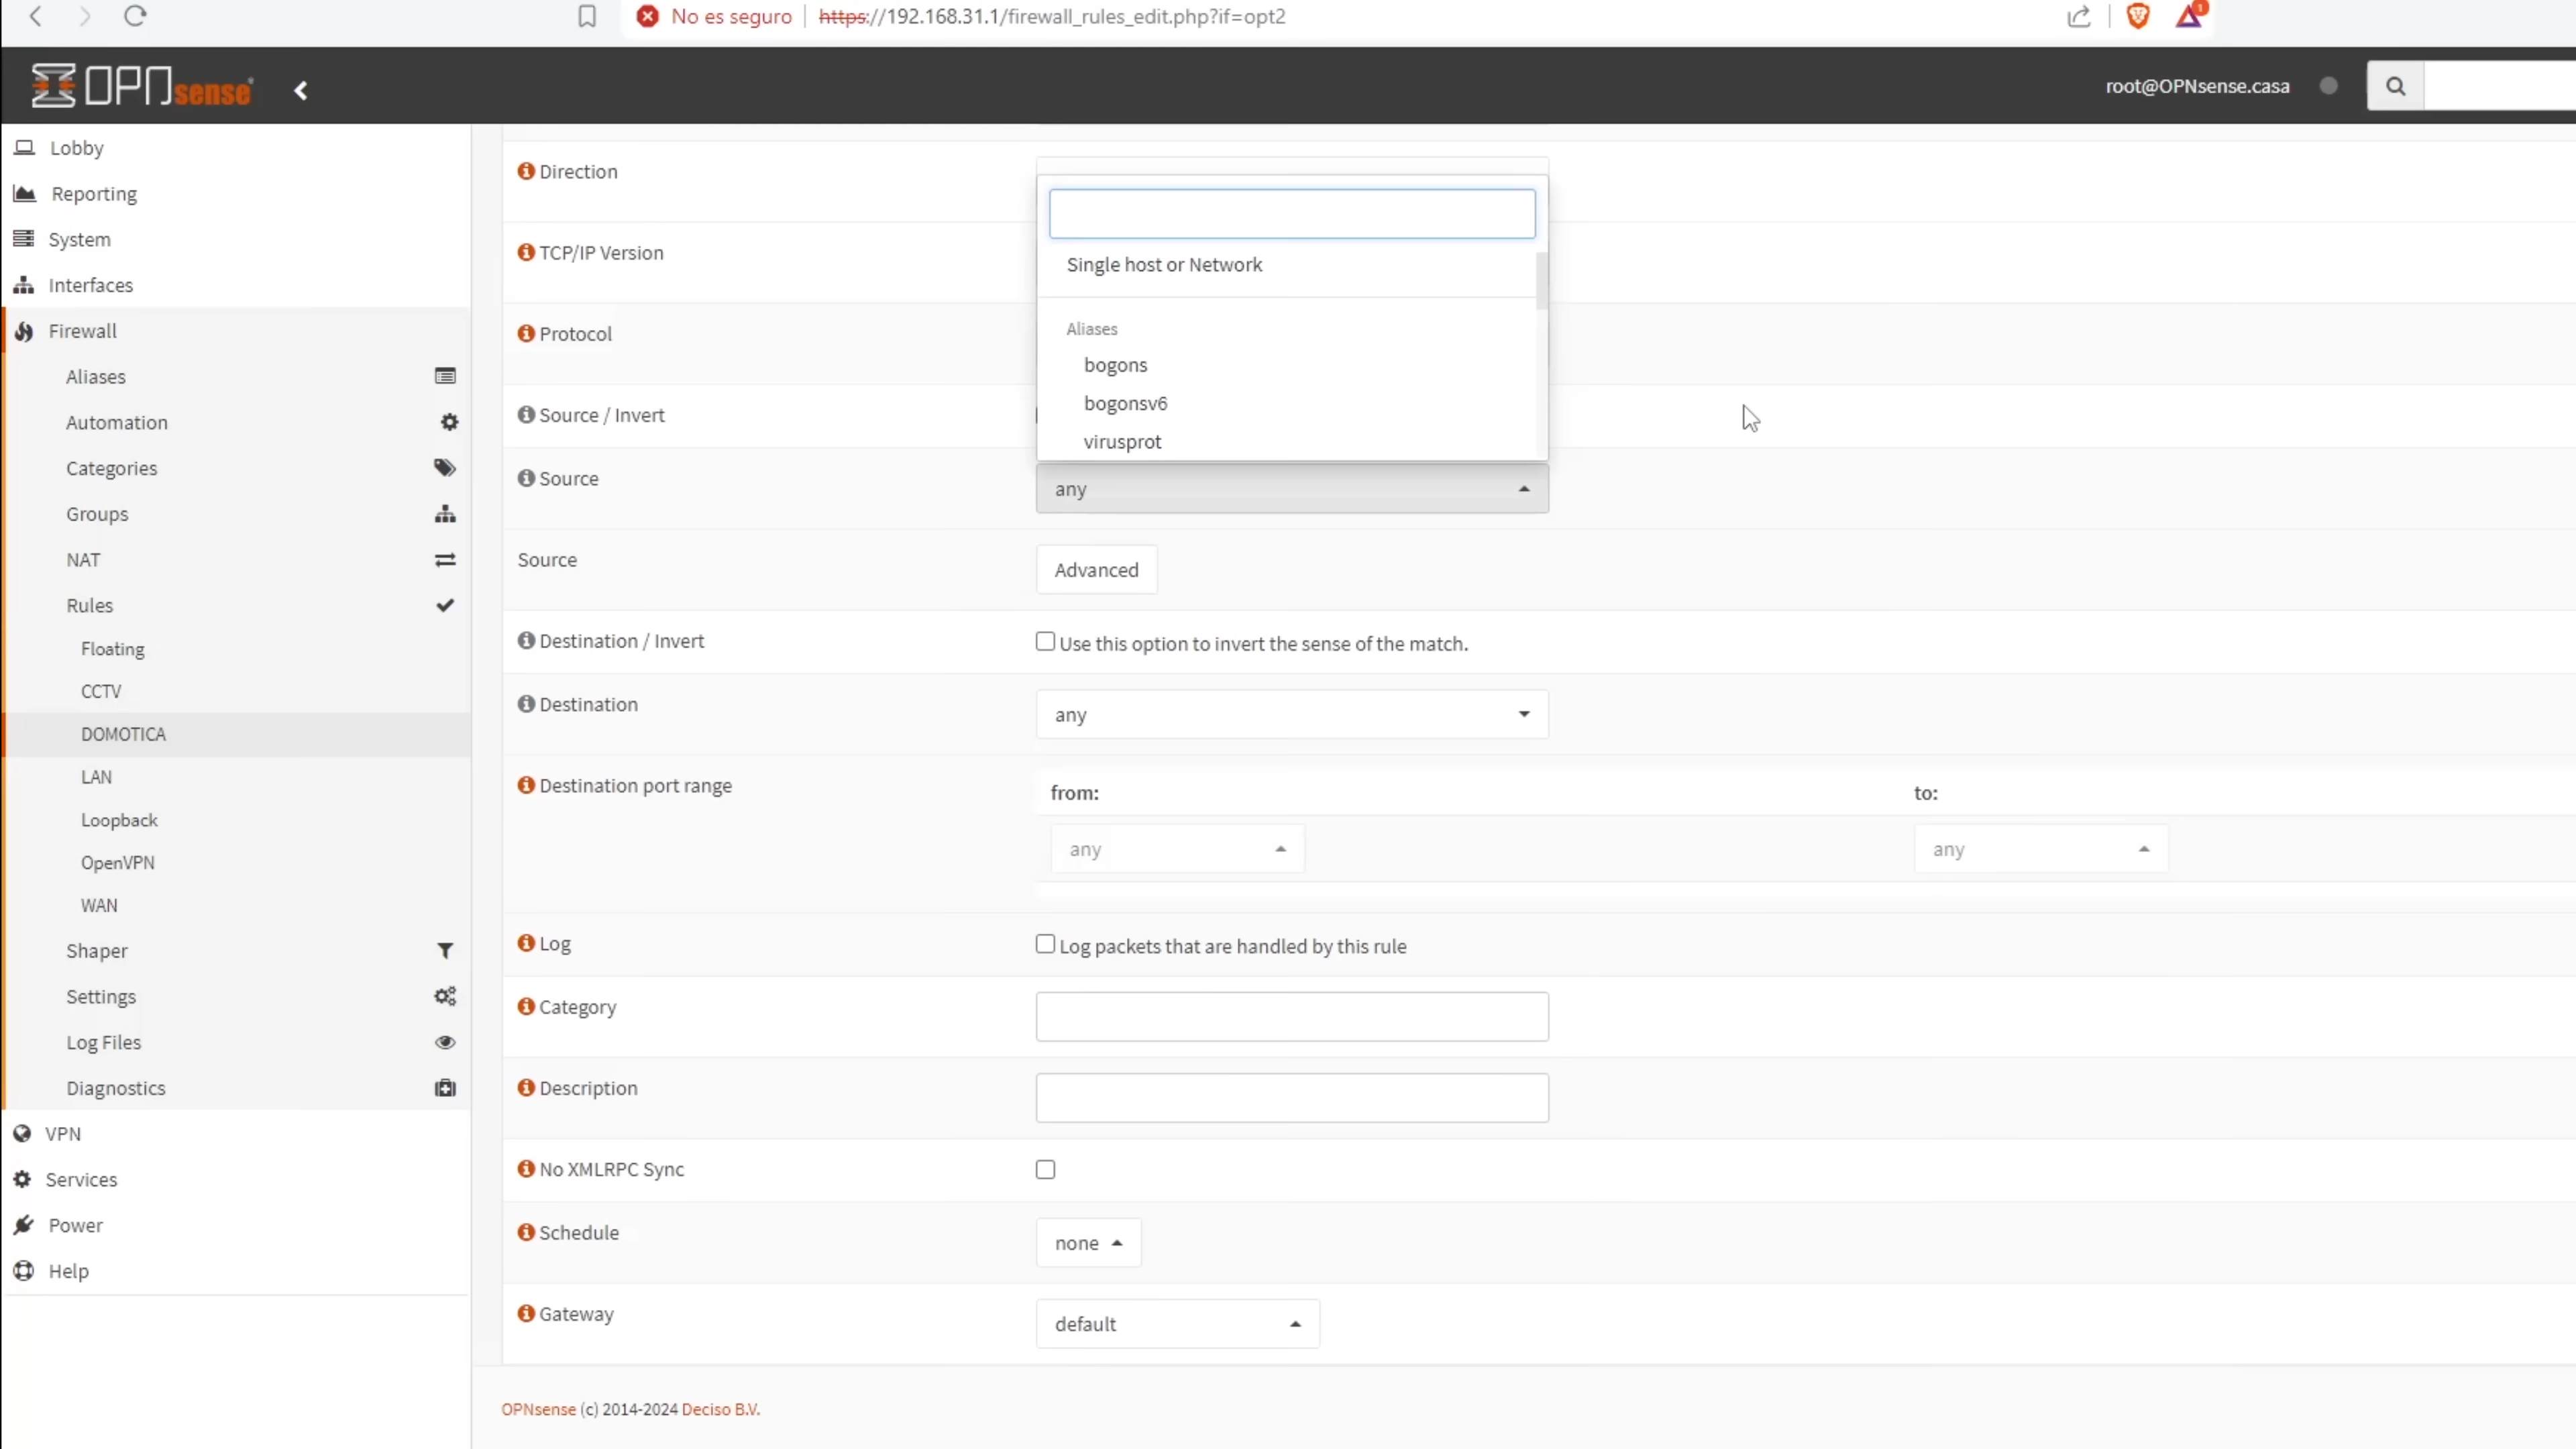 No es seguro https://192.168.31.1/firewall_rules_edit.php?if=opt2
1
OPNsense
root@OPNsense.casa
Lobby
Reporting
System
Interfaces
Firewall
Aliases
Automation
Categories
Groups
NAT
Rules
Floating
CCTV
DOMOTICA
LAN
Loopback
OpenVPN
WAN
Shaper
Settings
Log Files
Diagnostics
VPN
Services
Power
Help
Direction
TCP/IP Version
Protocol
Source / Invert
Single host or Network
Aliases
bogons
bogonsv6
virusprot
Source
any
Source
Advanced
Destination / Invert
Use this option to invert the sense of the match.
Destination
any
Destination port range
from:
to:
any
any
Log
Log packets that are handled by this rule
Category
Description
No XMLRPC Sync
Schedule
none
Gateway
default
OPNsense (c) 2014-2024 Deciso B.V.